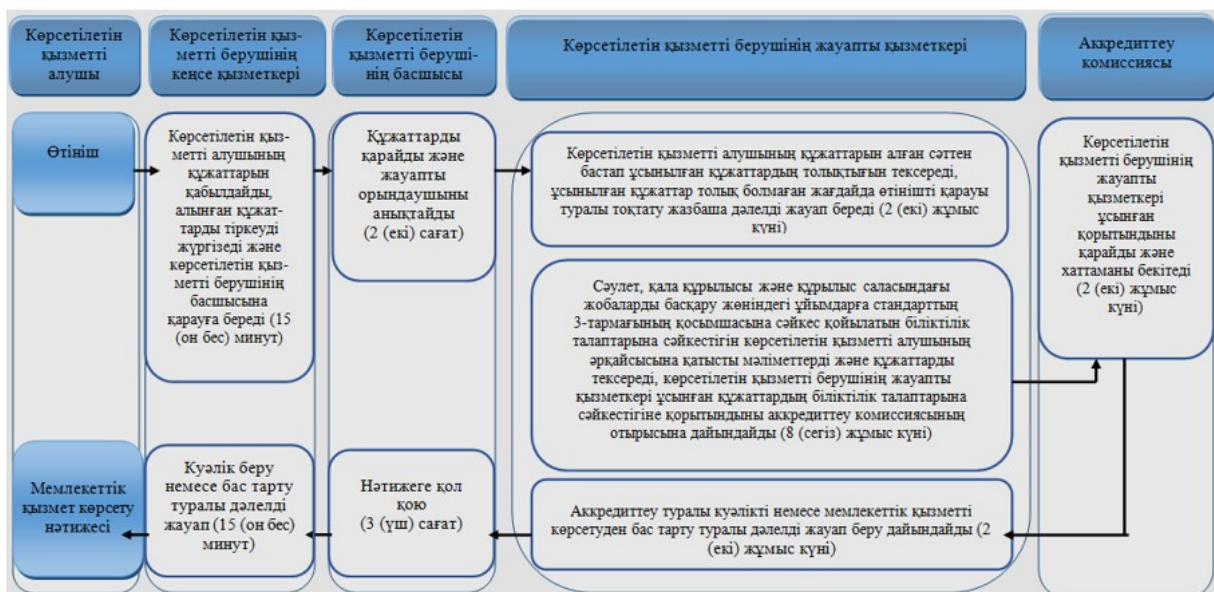 Көрсетілетін
қызметті
алушы
Көрсетілетін қыз-
метті берушінің
кеңсе қызметкері
Көрсетілетін
қызметті беруші-
нің басшысы
Көрсетілетін қызметті берушінің жауапты қызметкері
Аккредиттеу
комиссиясы
Өтініш
Көрсетілетін қыз-
метті алушының
құжаттарын
қабылдайды,
алынған құжат-
тарды тіркеуді
жүргізеді және
көрсетілетін қыз-
метті берушінің
басшысына
қарауға береді (15
(он бес) минут)
Құжаттарды
қарайды және
жауапты
орындаушыны
анықтайды
(2 (екі) сағат)
Көрсетілетін қызметті алушының құжаттарын алған сәттен
бастап ұсынылған құжаттардың толықтығын тексереді,
ұсынылған құжаттар толық болмаған жағдайда өтінішті қарауы
туралы тоқтату жазбаша дәлелді жауап береді (2 (екі) жұмыс
күні)
Сәулет, қала құрылысы және құрылыс саласындағы
жобаларды басқару жөніндегі ұйымдарға стандарттың
3-тармағының қосымшасына сәйкес қойылатын біліктілік
талаптарына сәйкестігін көрсетілетін қызметті алушының
әрқайсысына қатысты мәліметтерді және құжаттарды
тексереді, көрсетілетін қызметті берушінің жауапты
қызметкері ұсынған құжаттардың біліктілік талаптарына
сәйкестігіне қорытындыны аккредиттеу комиссиясының
отырысына дайындайды (8 (сегіз) жұмыс күні)
Көрсетілетін
қызметті берушінің
жауапты
қызметкері
ұсынған
қорытындыны
қарайды және
хаттаманы бекітеді
(2 (екі) жұмыс
күні)
Мемлекеттік
қызмет көрсету
нәтижесі
Куәлік беру
немесе бас тарту
туралы дәлелді
жауап (15 (он бес)
минут)
Нәтижеге қол
қою
(3 (үш) сағат)
Аккредиттеу туралы куәлікті немесе мемлекеттік қызметті
көрсетуден бас тарту туралы дәлелді жауап беру дайындайды (2
(екі) жұмыс күні)